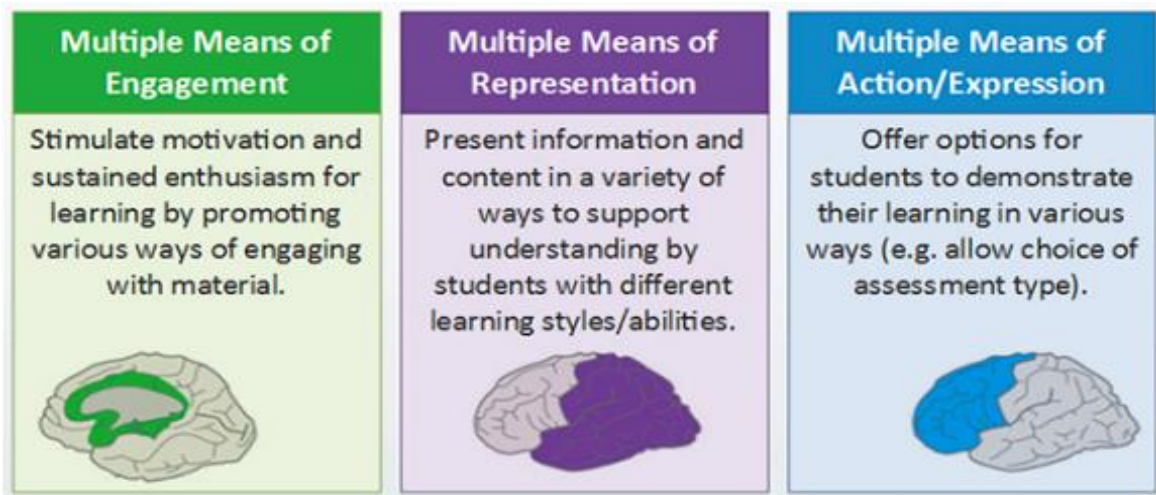 Multiple Means of
Engagement
Stimulate motivation and
sustained enthusiasm for
learning by promoting
various ways of engaging
with material.
Multiple Means of
Representation
Present information and
content in a variety of
ways to support
understanding by
students with different
learning styles/abilities.
Multiple Means of
Action/Expression
Offer options for
students to demonstrate
their learning in various
ways (e.g. allow choice of
assessment type).